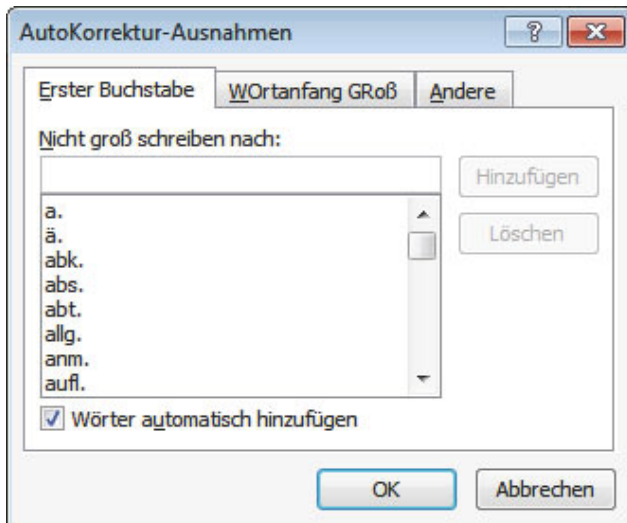 AutoKorrektur-Ausnahmen
Erster Buchstabe
WOrtanfang GRoß
Andere
Nicht groß schreiben nach:
Hinzufügen
Löschen
a.
ä.
abk.
abs.
abt.
allg.
anm.
aufl.
Wörter automatisch hinzufügen
OK
Abbrechen